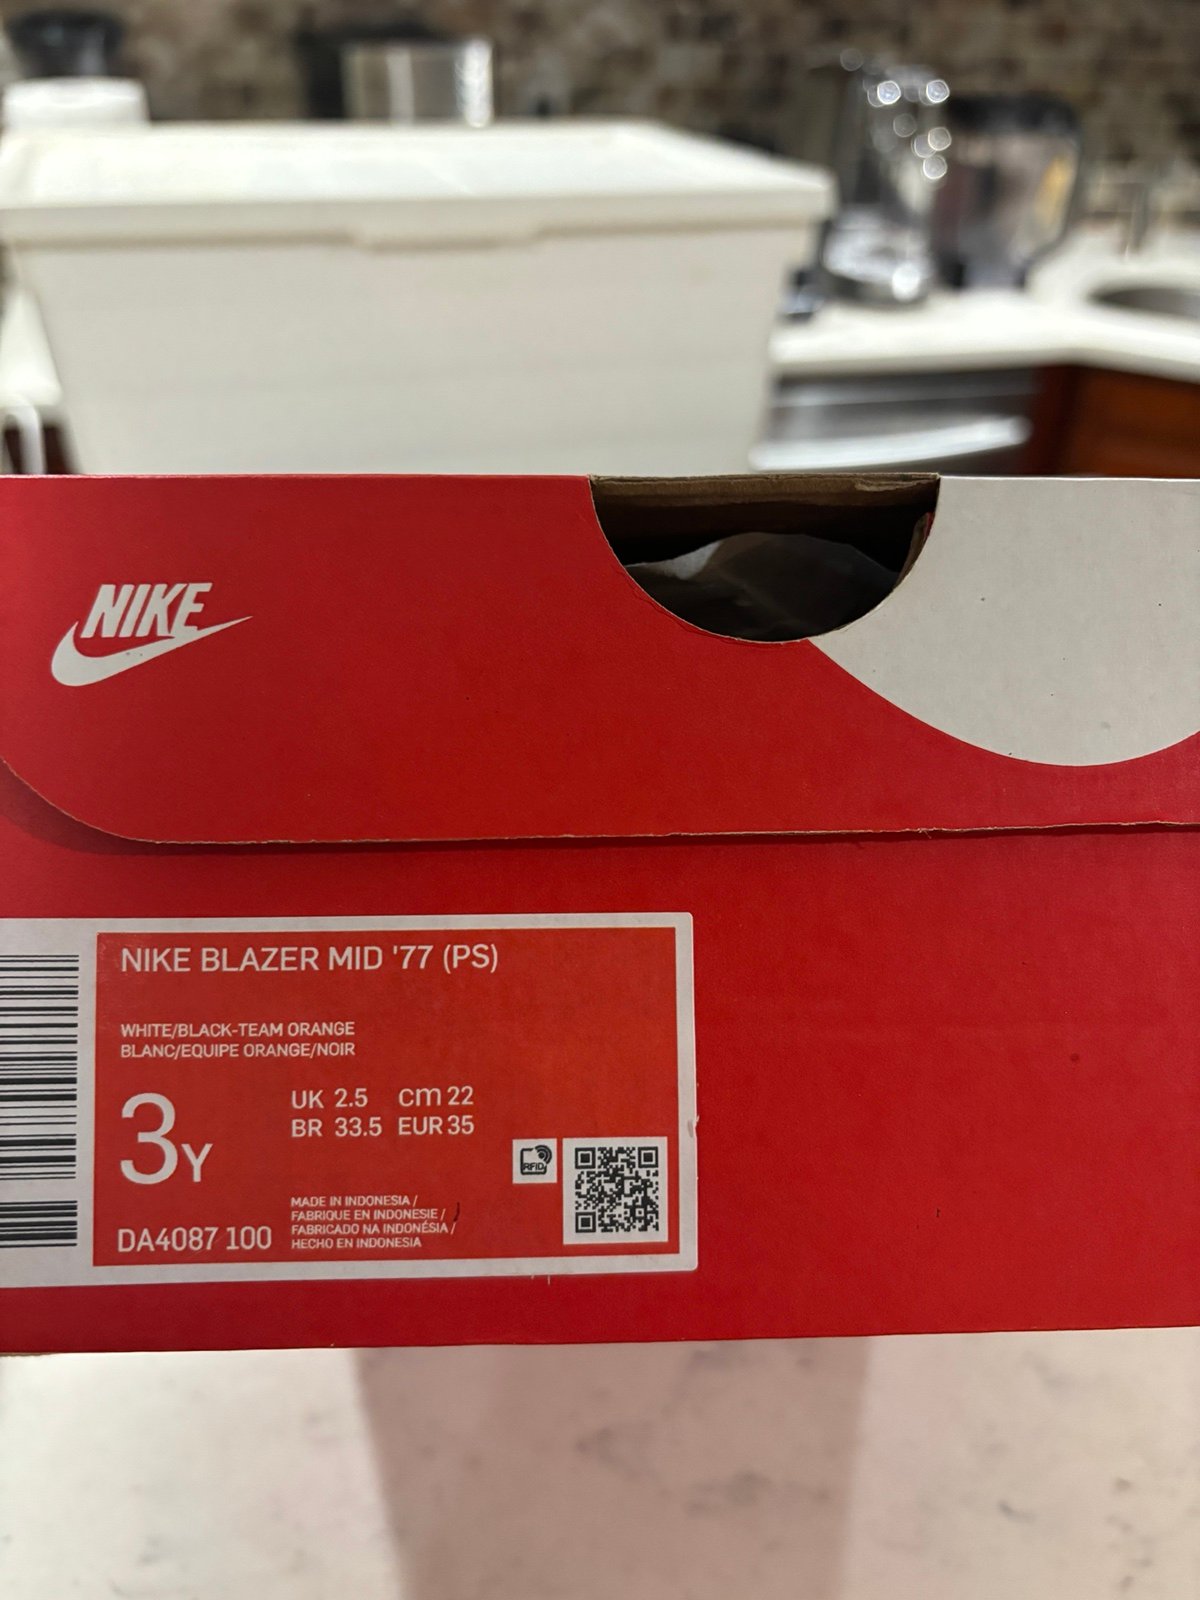 NIKE
NIKE BLAZER MID '77 (PS)
WHITE/BLACK-TEAM ORANGE
BLANC/EQUIPE ORANGE/NOIR
3Y
UK 2.5 cm 22
BR 33.5 EUR 35
RFID
MADE IN INDONESIA /
FABRIQUE EN INDONESIE /
FABRICADO NA INDONÉSIA /
HECHO EN INDONESIA
DA4087 100